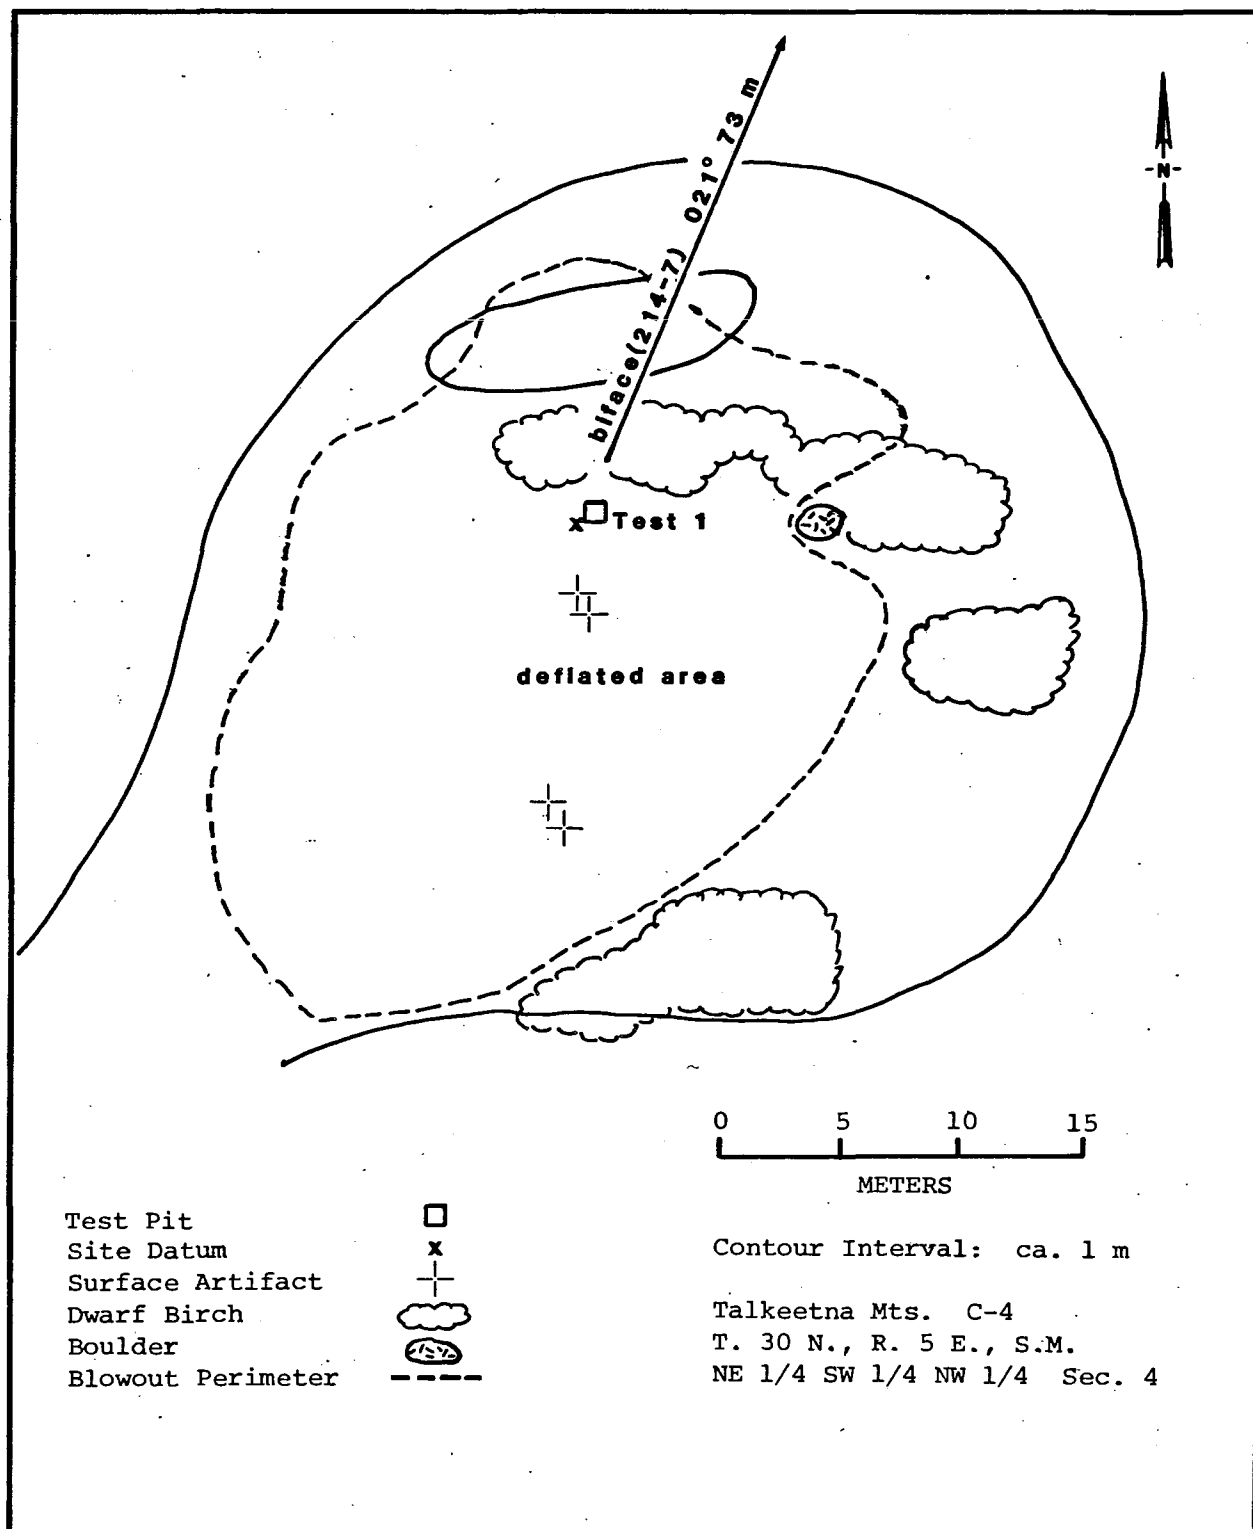 biface(214-7) 021° 73 m
-N-
x Test 1
deflated area
0 5 10 15
METERS
Test Pit
Site Datum x
Surface Artifact
Dwarf Birch
Boulder
Blowout Perimeter
Contour Interval: ca. 1 m
Talkeetna Mts. C-4
T. 30 N., R. 5 E., S.M.
NE 1/4 SW 1/4 NW 1/4 Sec. 4